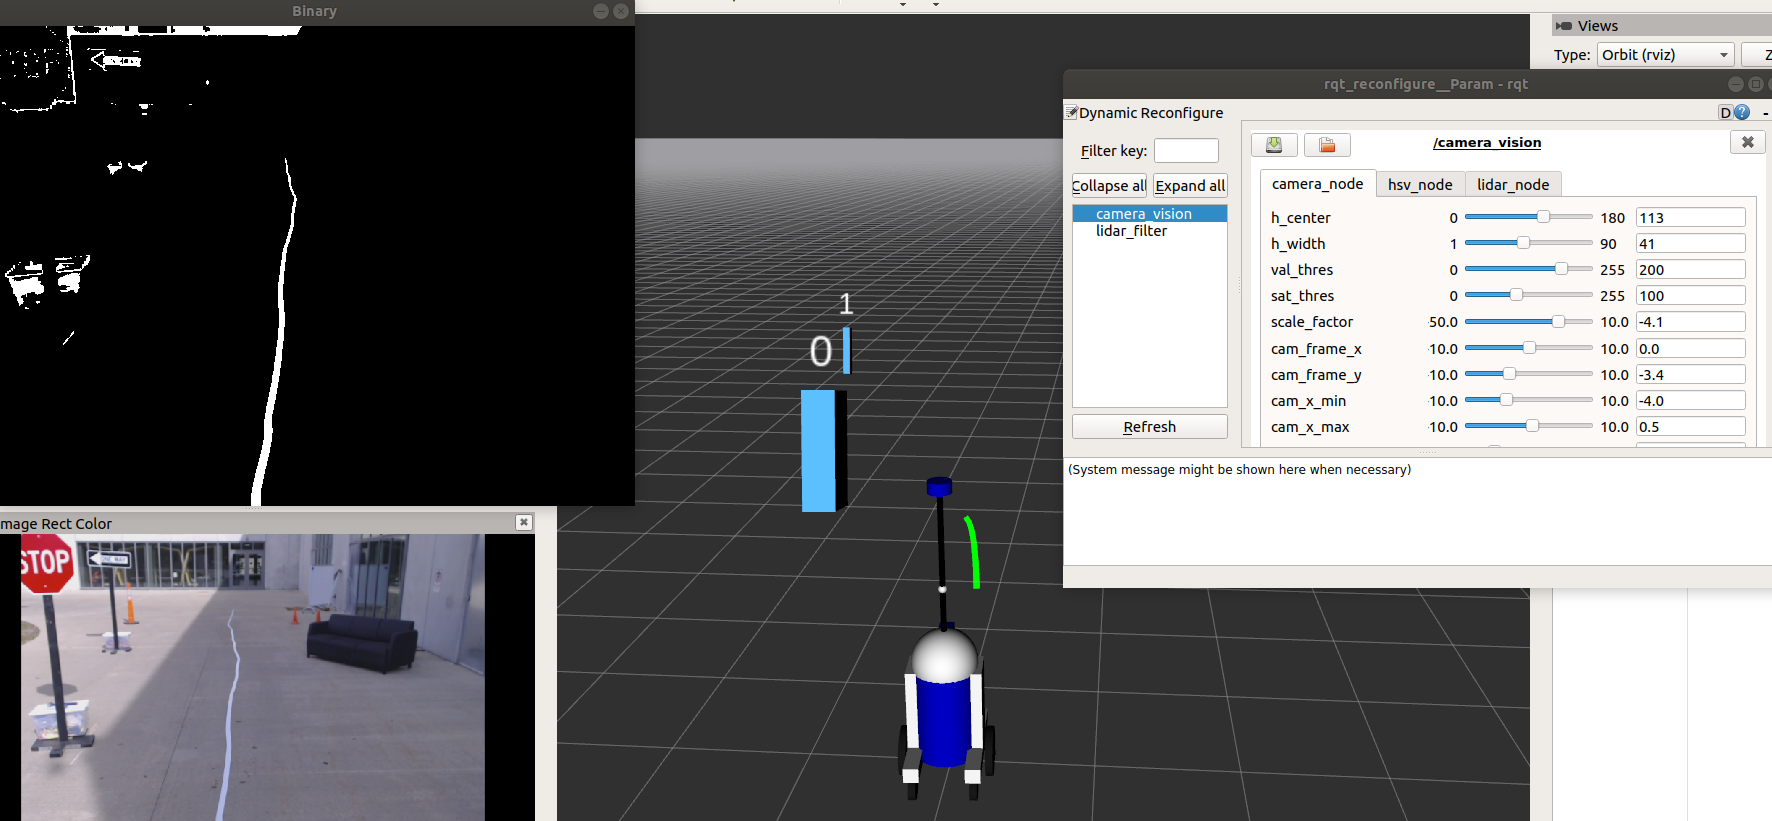 Binary
Views
Type: Orbit (rviz) Z
rqt_reconfigure__Param - rqt
Dynamic Reconfigure
D ? -
Filter key:
Collapse all Expand all
camera_vision
lidar_filter
Refresh
/camera_vision
camera_node hsv_node lidar_node
h_center 0 180 113
h_width 1 90 41
val_thres 0 255 200
sat_thres 0 255 100
scale_factor 50.0 10.0 -4.1
cam_frame_x -10.0 10.0 0.0
cam_frame_y -10.0 10.0 -3.4
cam_x_min -10.0 10.0 -4.0
cam_x_max -10.0 10.0 0.5
(System message might be shown here when necessary)
1
0
mage Rect Color
STOP